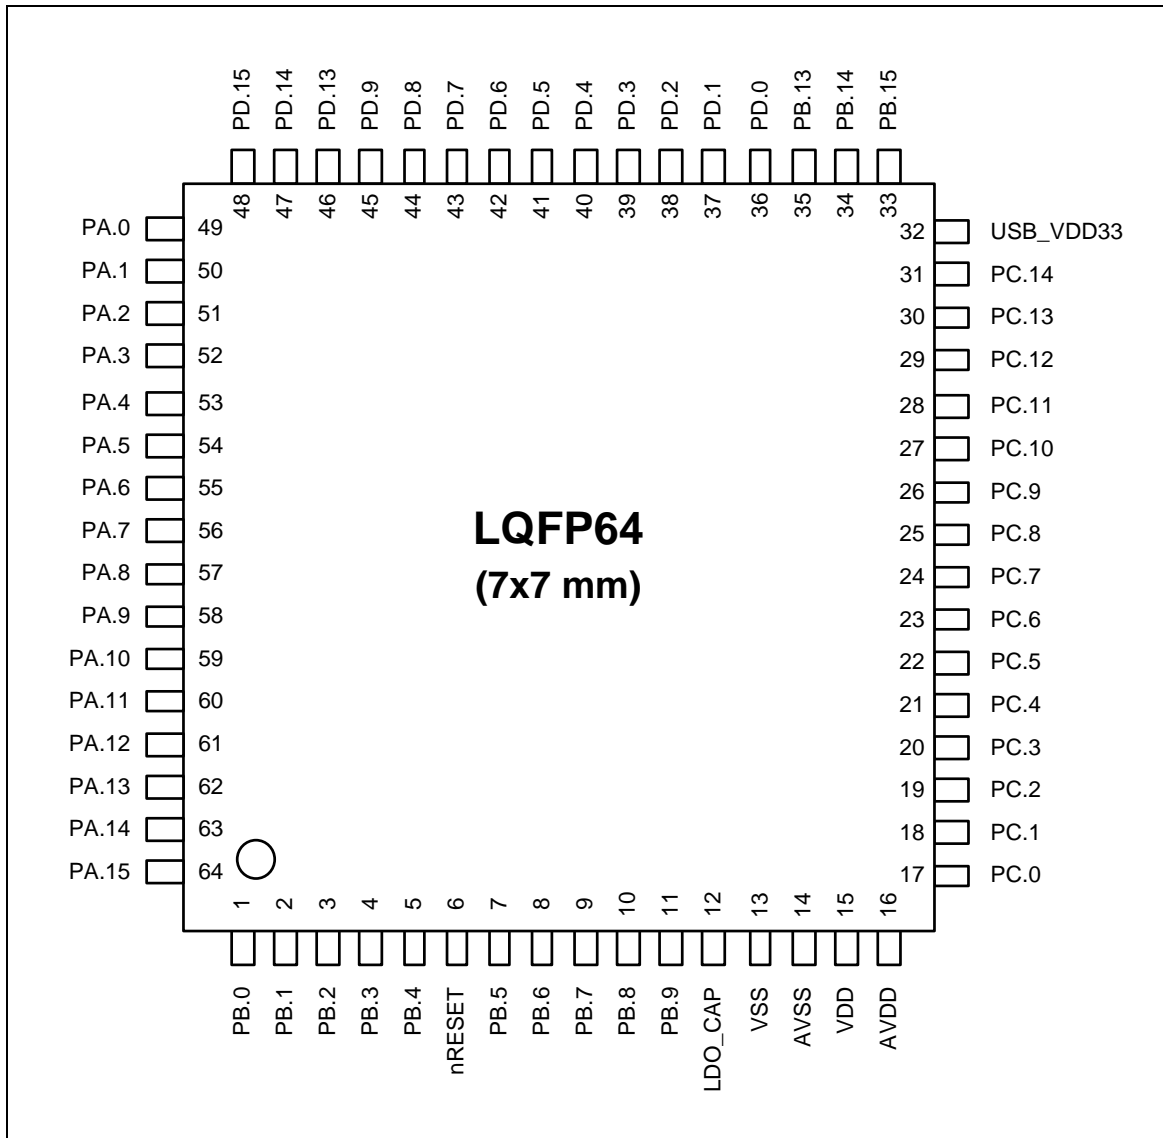 PD.15 PD.14 PD.13 PD.9 PD.8 PD.7 PD.6 PD.5 PD.4 PD.3 PD.2 PD.1 PD.0 PB.13 PB.14 PB.15
48 47 46 45 44 43 42 41 40 39 38 37 36 35 34 33
PA.0 49 32 USB_VDD33
PA.1 50 31 PC.14
PA.2 51 30 PC.13
PA.3 52 29 PC.12
PA.4 53 28 PC.11
PA.5 54 27 PC.10
PA.6 55 26 PC.9
PA.7 56 25 PC.8
PA.8 57 24 PC.7
PA.9 58 23 PC.6
PA.10 59 22 PC.5
PA.11 60 21 PC.4
PA.12 61 20 PC.3
PA.13 62 19 PC.2
PA.14 63 18 PC.1
PA.15 64 17 PC.0
LQFP64
(7x7 mm)
1 2 3 4 5 6 7 8 9 10 11 12 13 14 15 16
PB.0 PB.1 PB.2 PB.3 PB.4 nRESET PB.5 PB.6 PB.7 PB.8 PB.9 LDO_CAP VSS AVSS VDD AVDD